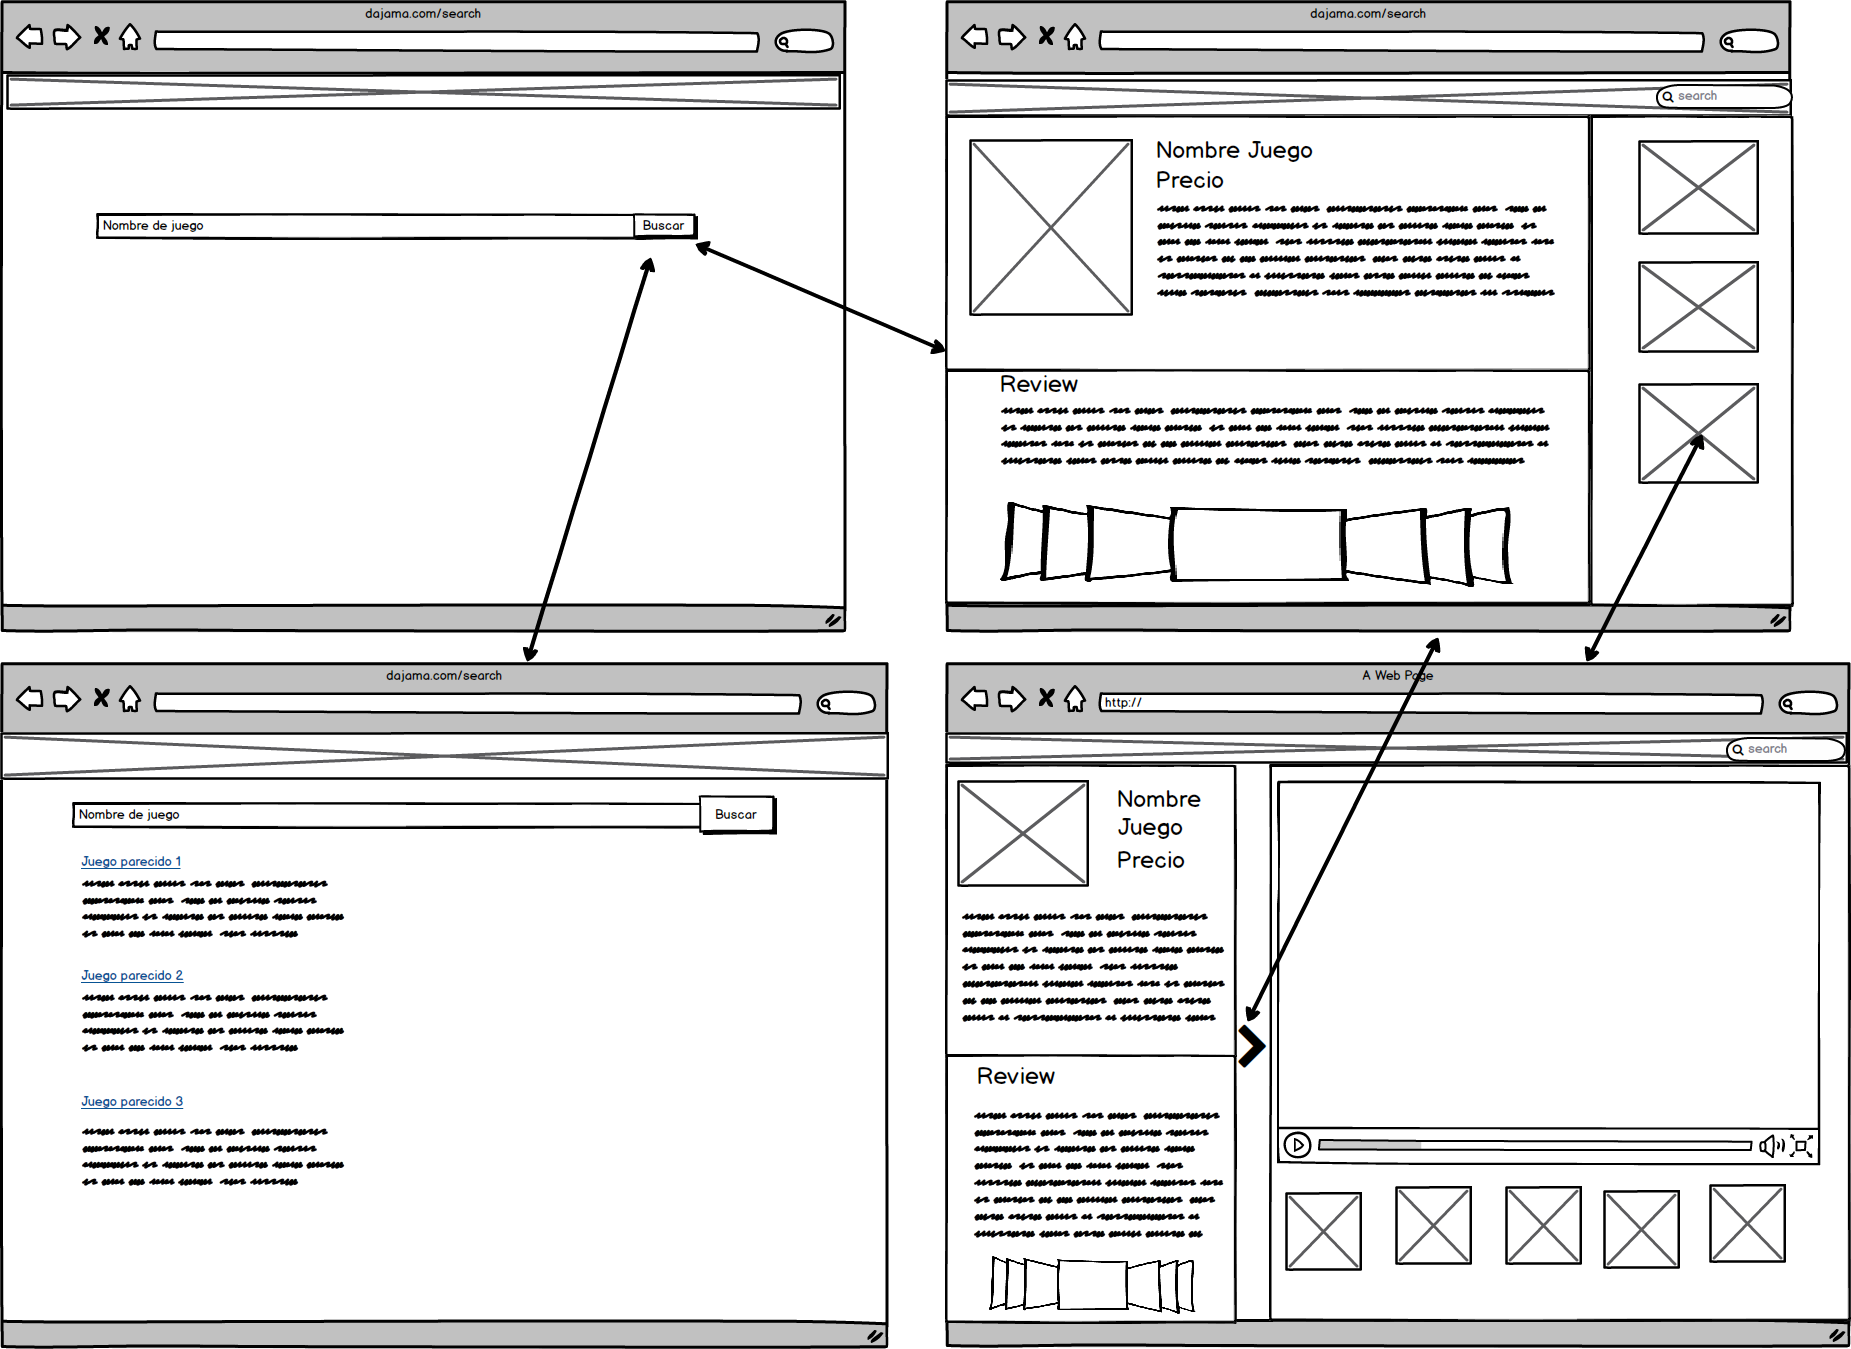 dajama.com/search
Nombre de juego
Buscar
dajama.com/search
search
Nombre Juego
Precio
Review
dajama.com/search
Nombre de juego
Buscar
Juego parecido 1
Juego parecido 2
Juego parecido 3
A Web Page
http://
search
Nombre
Juego
Precio
Review